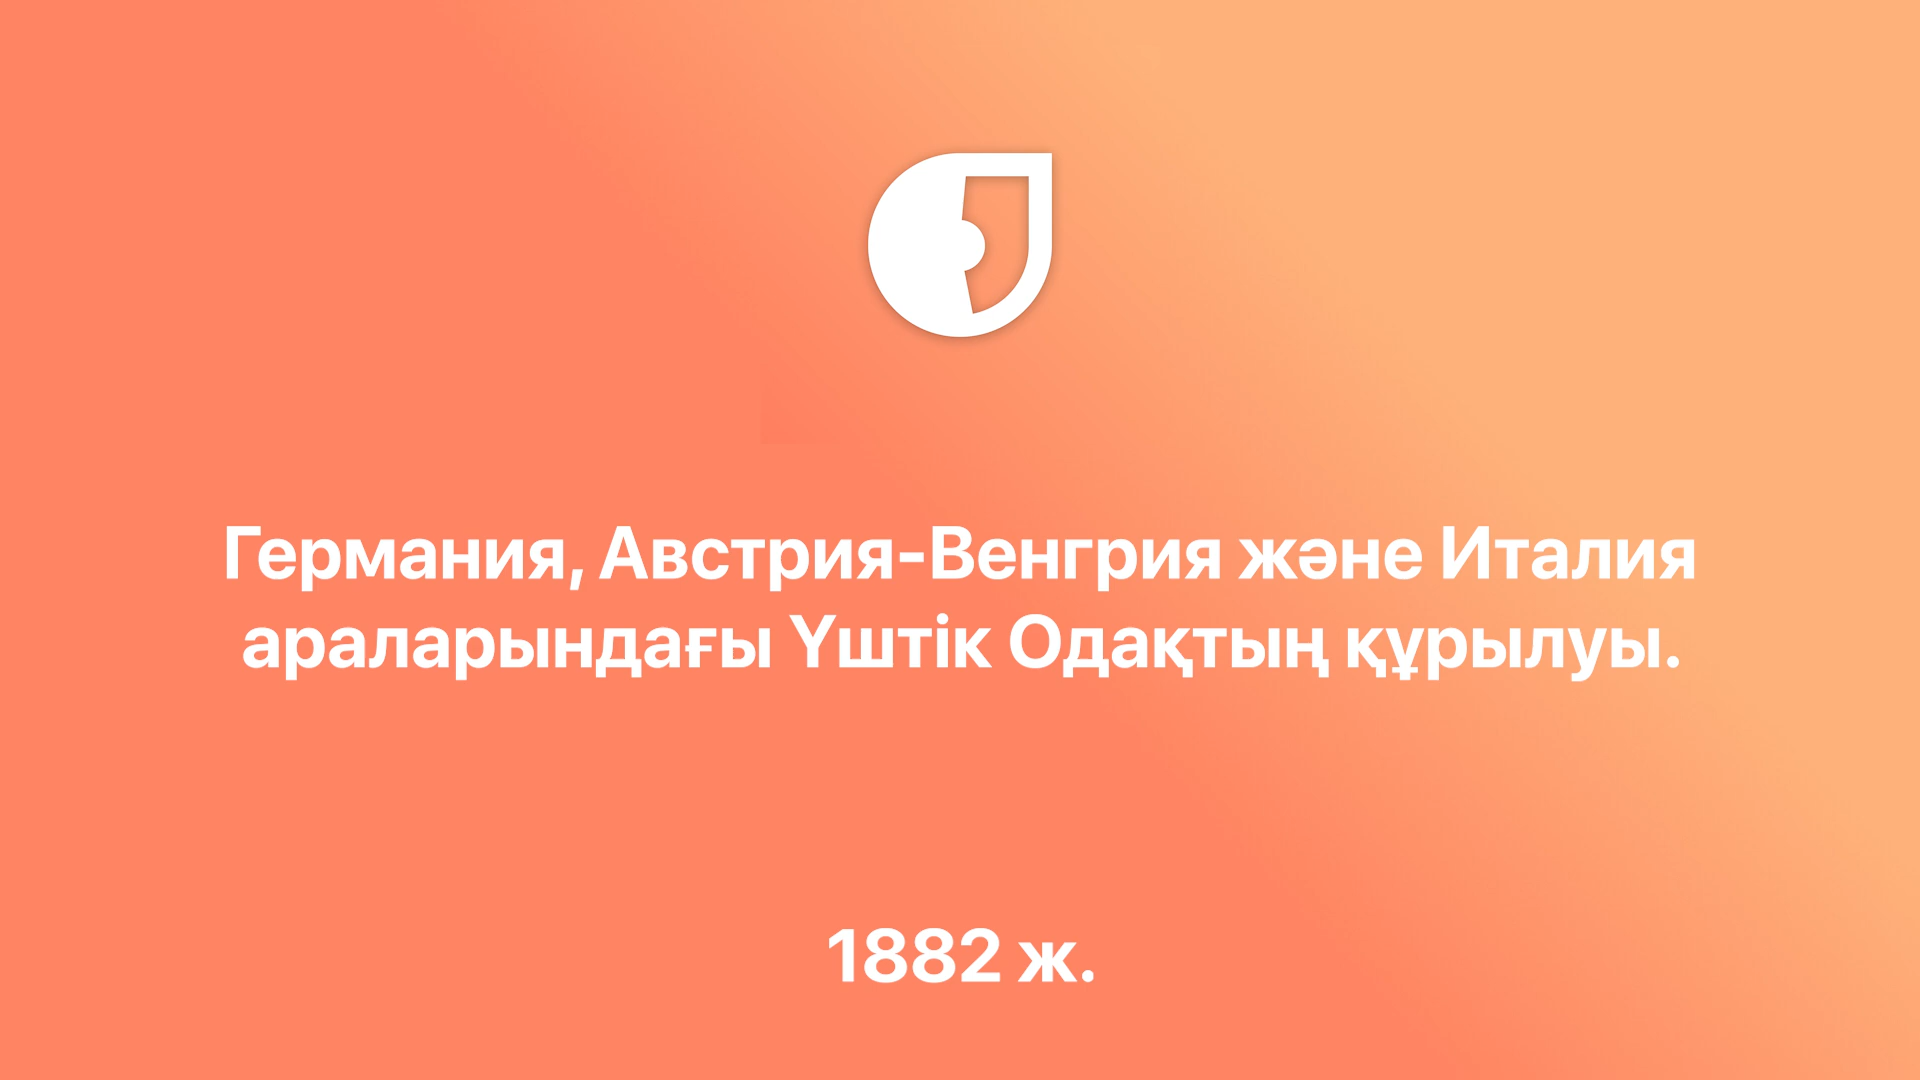 Германия, Австрия-Венгрия және Италия
араларындағы Үштік Одақтың құрылуы.
1882 ж.